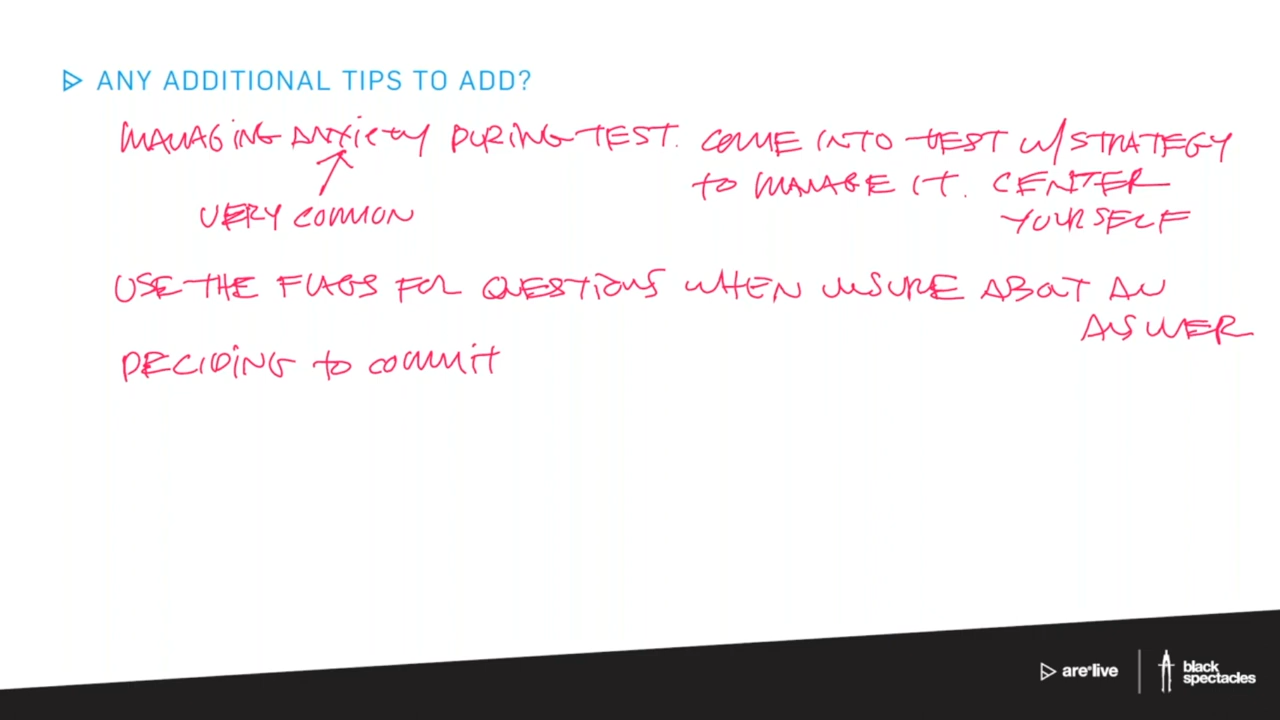 ANY ADDITIONAL TIPS TO ADD?
MANAGING ANXIETY DURING TEST. COME INTO TEST W/ STRATEGY
TO MANAGE IT. CENTER
VERY COMMON YOURSELF
USE THE FLAGS FOR QUESTIONS WHEN UNSURE ABOUT AN
ANSWER
DECIDING TO COMMIT
are live
black
spectacles